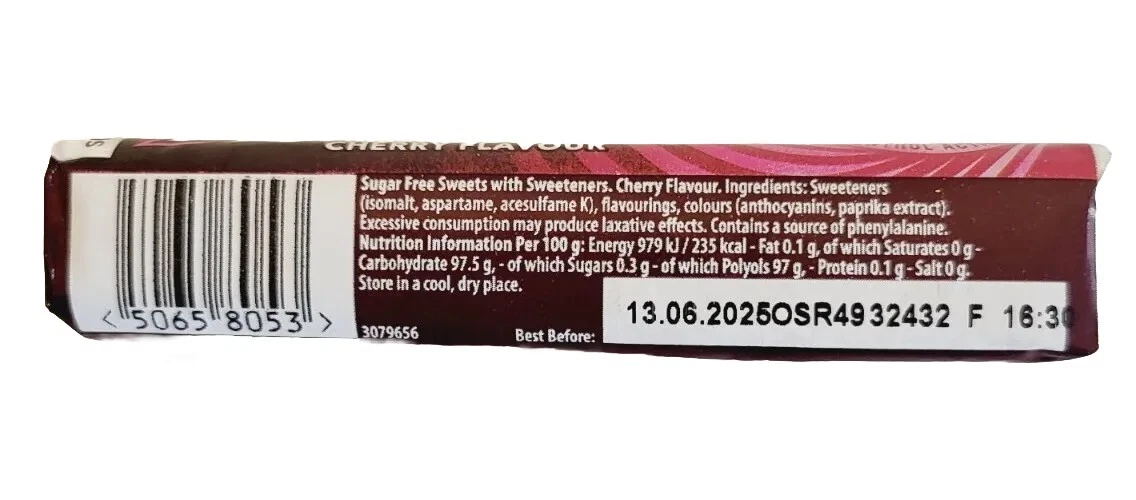 CHERRY FLAVOUR
Sugar Free Sweets with Sweeteners. Cherry Flavour. Ingredients: Sweeteners
(isomalt, aspartame, acesulfame K), flavourings, colours (anthocyanins, paprika extract).
Excessive consumption may produce laxative effects. Contains a source of phenylalanine.
Nutrition Information Per 100 g: Energy 979 kJ / 235 kcal - Fat 0.1 g, of which Saturates 0 g -
Carbohydrate 97.5 g, - of which Sugars 0.3 g - of which Polyols 97 g, - Protein 0.1 g - Salt 0 g.
Store in a cool, dry place.
13.06.2025OSR4932432 F 16:30
<50658053>
3079656
Best Before: